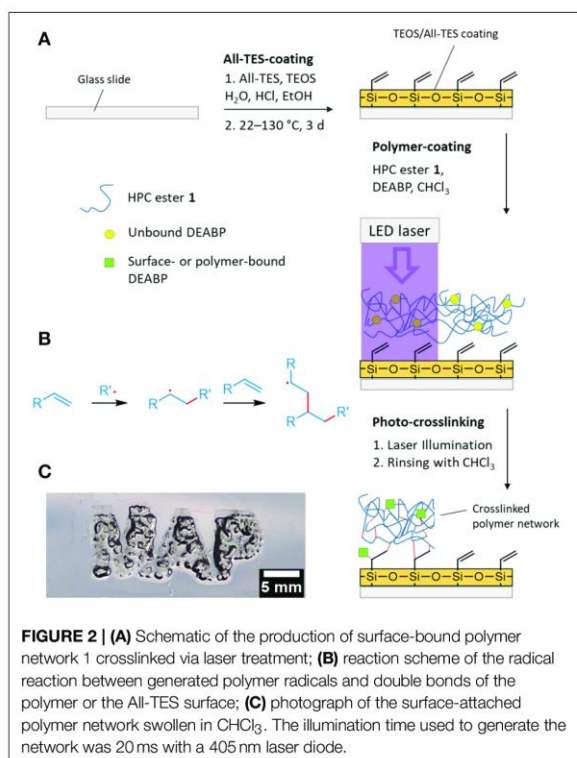 A
Glass slide
All-TES-coating
1. All-TES, TEOS
H₂O, HCl, EtOH
2. 22–130 °C, 3 d
TEOS/All-TES coating
Si—O—Si—O—Si—O—Si
Polymer-coating
HPC ester 1,
DEABP, CHCl₃
HPC ester 1
Unbound DEABP
Surface- or polymer-bound
DEABP
LED laser
Si—O—Si—O—Si—O—Si
B
R
R'•
R
R'
R
R
R
R'
Photo-crosslinking
1. Laser Illumination
2. Rinsing with CHCl₃
C
MAP
5 mm
Crosslinked
polymer network
Si—O—Si—O—Si—O—Si
FIGURE 2 | (A) Schematic of the production of surface-bound polymer
network 1 crosslinked via laser treatment; (B) reaction scheme of the radical
reaction between generated polymer radicals and double bonds of the
polymer or the All-TES surface; (C) photograph of the surface-attached
polymer network swollen in CHCl₃. The illumination time used to generate the
network was 20 ms with a 405 nm laser diode.